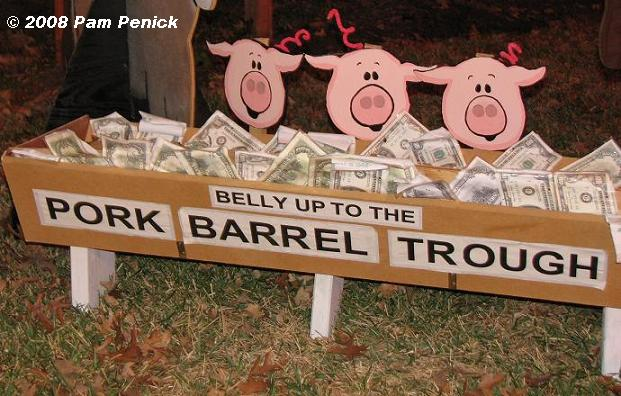 © 2008 Pam Penick
BELLY UP TO THE
PORK BARREL TROUGH